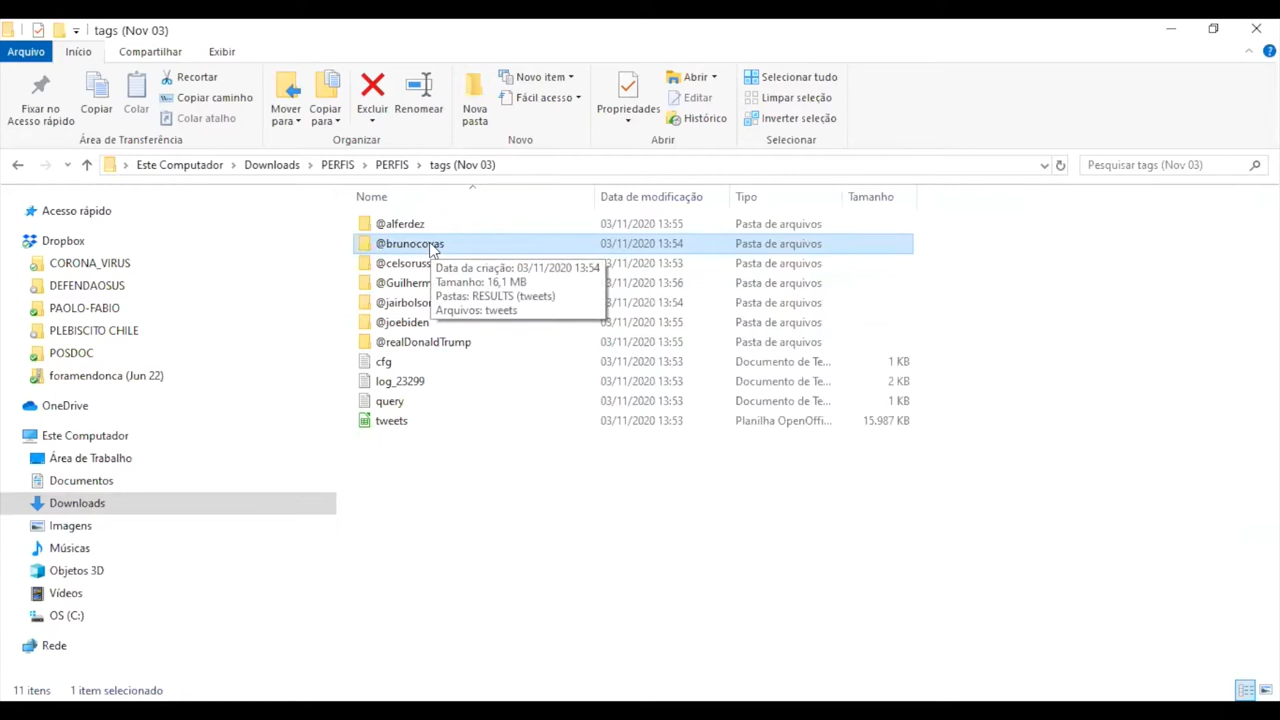 tags (Nov 03)
Arquivo Início Compartilhar Exibir
Fixar no Acesso rápido
Copiar
Colar
Recortar
Copiar caminho
Colar atalho
Área de Transferência
Mover para
Copiar para
Excluir
Renomear
Organizar
Nova pasta
Novo item
Fácil acesso
Novo
Propriedades
Abrir
Editar
Histórico
Abrir
Selecionar tudo
Limpar seleção
Inverter seleção
Selecionar
Este Computador > Downloads > PERFIS > PERFIS > tags (Nov 03)
Pesquisar tags (Nov 03)
Acesso rápido
Dropbox
CORONA_VIRUS
DEFENDAOSUS
PAOLO-FABIO
PLEBISCITO CHILE
POSDOC
foramendonca (Jun 22)
OneDrive
Este Computador
Área de Trabalho
Documentos
Downloads
Imagens
Músicas
Objetos 3D
Vídeos
OS (C:)
Rede
Nome Data de modificação Tipo Tamanho
@alferdez 03/11/2020 13:55 Pasta de arquivos
@brunocovas 03/11/2020 13:54 Pasta de arquivos
@celsoruss 03/11/2020 13:53 Pasta de arquivos
@Guilherm 03/11/2020 13:56 Pasta de arquivos
@jairbolso 03/11/2020 13:54 Pasta de arquivos
@joebiden 03/11/2020 13:55 Pasta de arquivos
@realDonaldTrump 03/11/2020 13:55 Pasta de arquivos
cfg 03/11/2020 13:53 Documento de Te... 1 KB
log_23299 03/11/2020 13:53 Documento de Te... 2 KB
query 03/11/2020 13:53 Documento de Te... 1 KB
tweets 03/11/2020 13:53 Planilha OpenOffi... 15.987 KB
Data da criação: 03/11/2020 13:54
Tamanho: 16,1 MB
Pastas: RESULTS (tweets)
Arquivos: tweets
11 itens 1 item selecionado